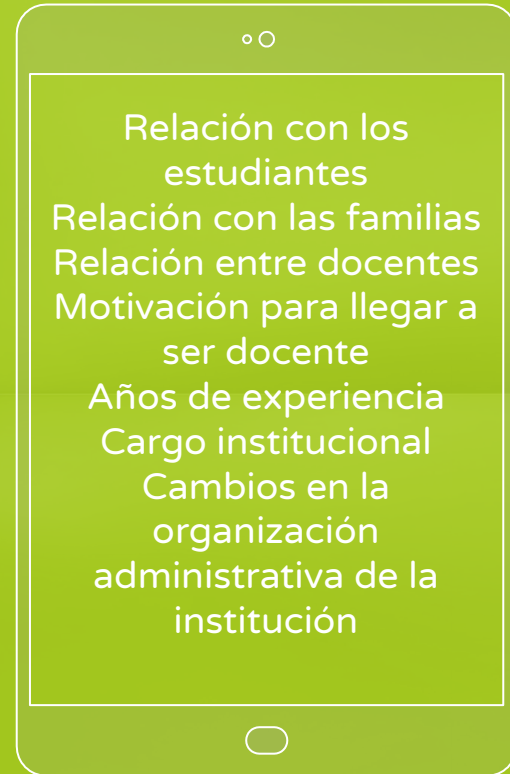 Relación con los
estudiantes
Relación con las familias
Relación entre docentes
Motivación para llegar a
ser docente
Años de experiencia
Cargo institucional
Cambios en la
organización
administrativa de la
institución